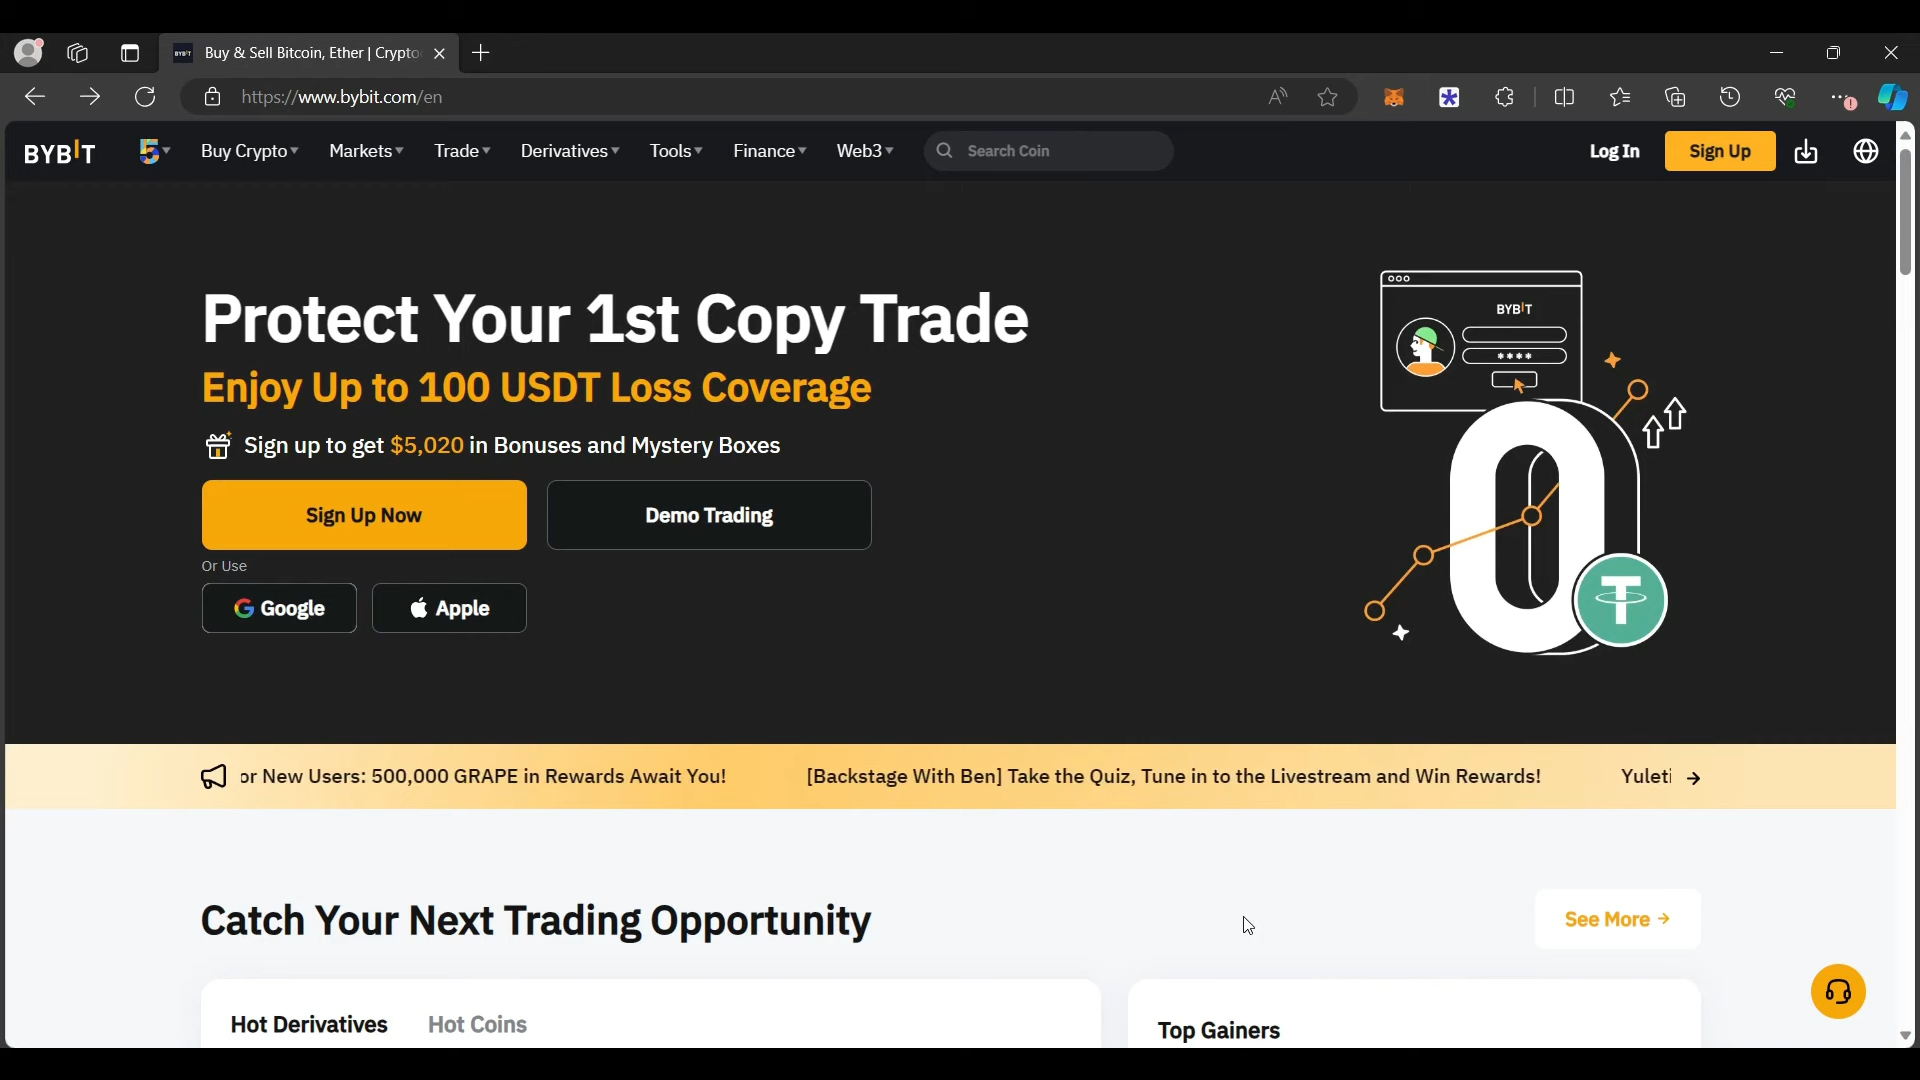 Buy & Sell Bitcoin, Ether | Crypto
https://www.bybit.com/en
BYBIT
5
Buy Crypto
Markets
Trade
Derivatives
Tools
Finance
Web3
Search Coin
Log In
Sign Up
Protect Your 1st Copy Trade
Enjoy Up to 100 USDT Loss Coverage
Sign up to get $5,020 in Bonuses and Mystery Boxes
Sign Up Now
Demo Trading
Or Use
Google
Apple
BYBIT
****
0
or New Users: 500,000 GRAPE in Rewards Await You!
[Backstage With Ben] Take the Quiz, Tune in to the Livestream and Win Rewards!
Yuleti
Catch Your Next Trading Opportunity
See More
Hot Derivatives
Hot Coins
Top Gainers